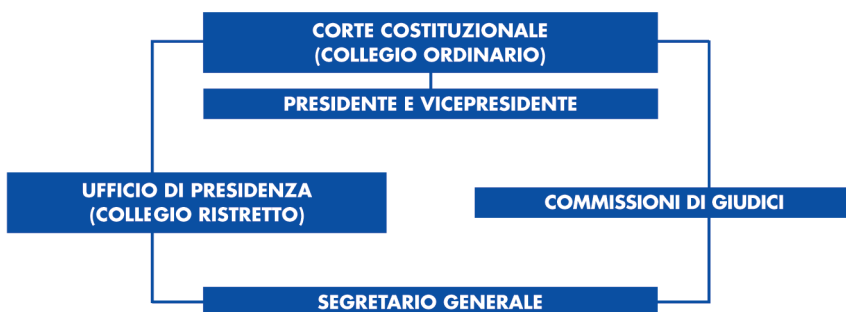 CORTE COSTITUZIONALE
(COLLEGIO ORDINARIO)
PRESIDENTE E VICEPRESIDENTE
UFFICIO DI PRESIDENZA
(COLLEGIO RISTRETTO)
COMMISSIONI DI GIUDICI
SEGRETARIO GENERALE